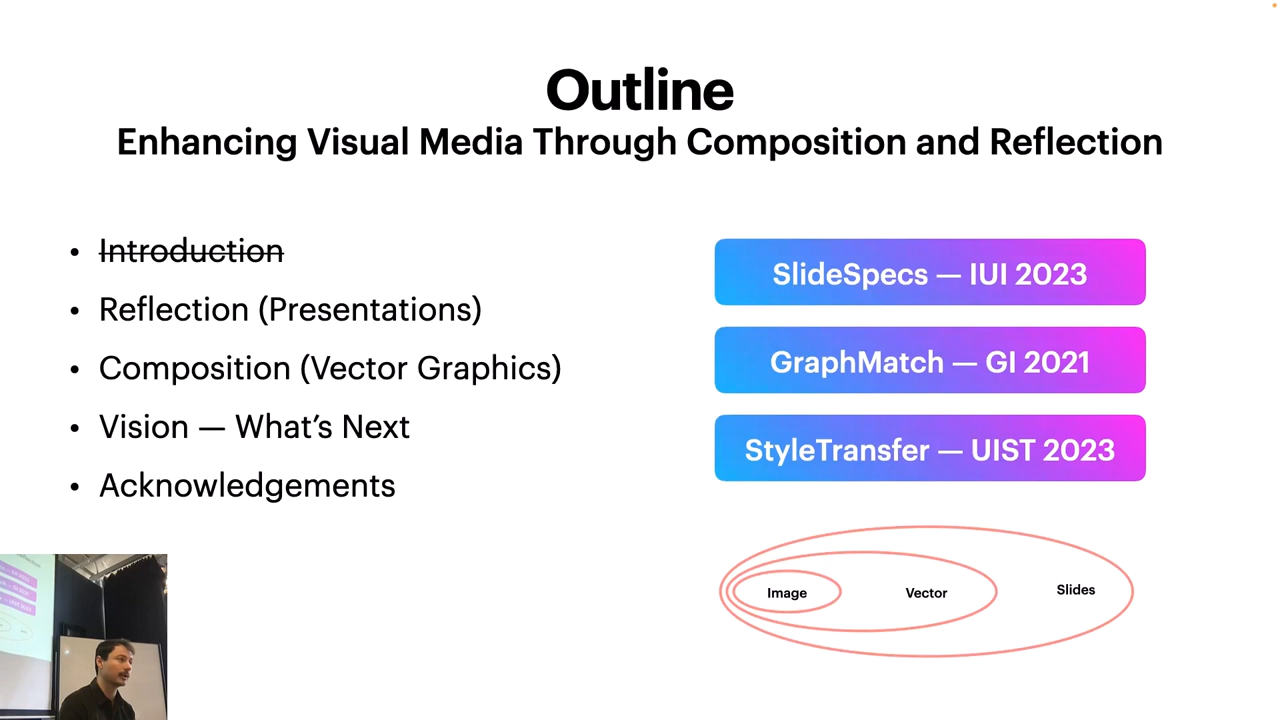 Outline
Enhancing Visual Media Through Composition and Reflection
• Introduction
• Reflection (Presentations)
• Composition (Vector Graphics)
• Vision — What’s Next
• Acknowledgements
SlideSpecs — IUI 2023
GraphMatch — GI 2021
StyleTransfer — UIST 2023
Image
Vector
Slides